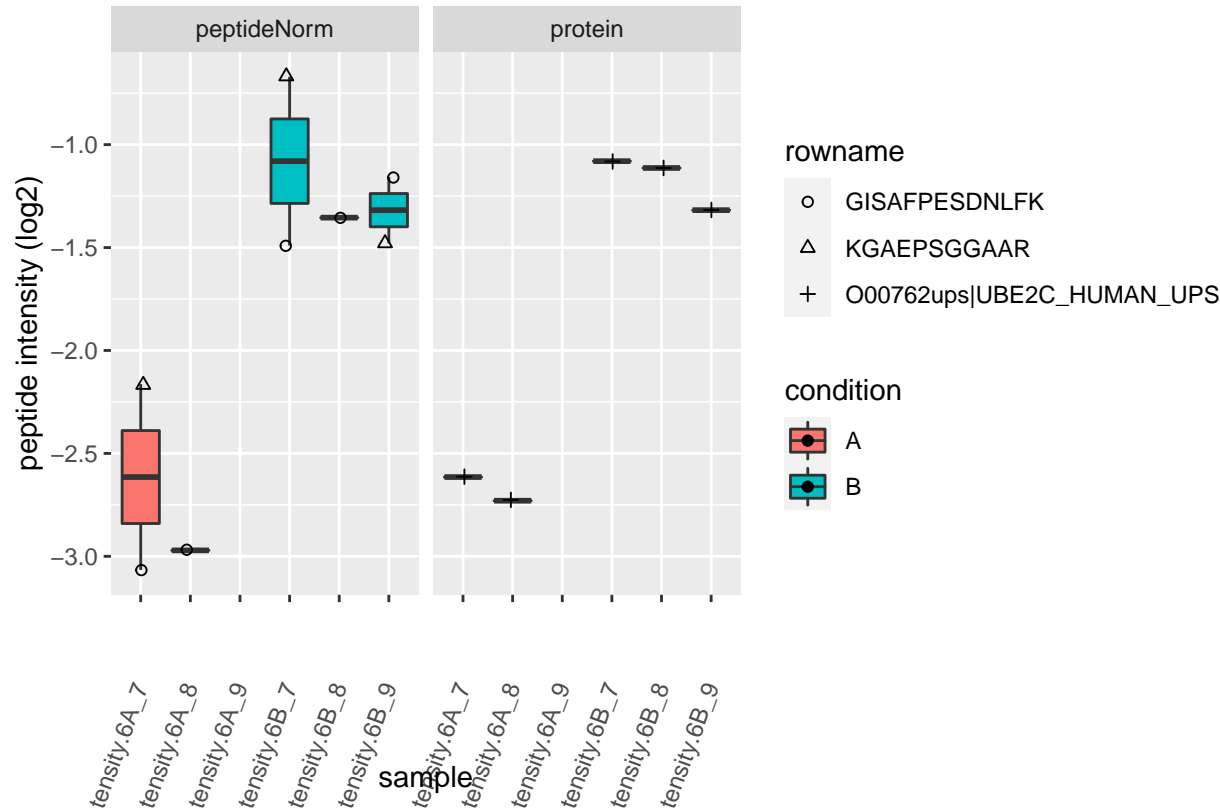 peptideNorm
protein
peptide intensity (log2)
−1.0
−1.5
−2.0
−2.5
−3.0
tensity.6A_7
tensity.6A_8
tensity.6A_9
tensity.6B_7
tensity.6B_8
tensity.6B_9
tensity.6A_7
tensity.6A_8
tensity.6A_9
tensity.6B_7
tensity.6B_8
tensity.6B_9
sample
rowname
GISAFPESDNLFK
KGAEPSGGAAR
O00762ups|UBE2C_HUMAN_UPS
condition
A
B